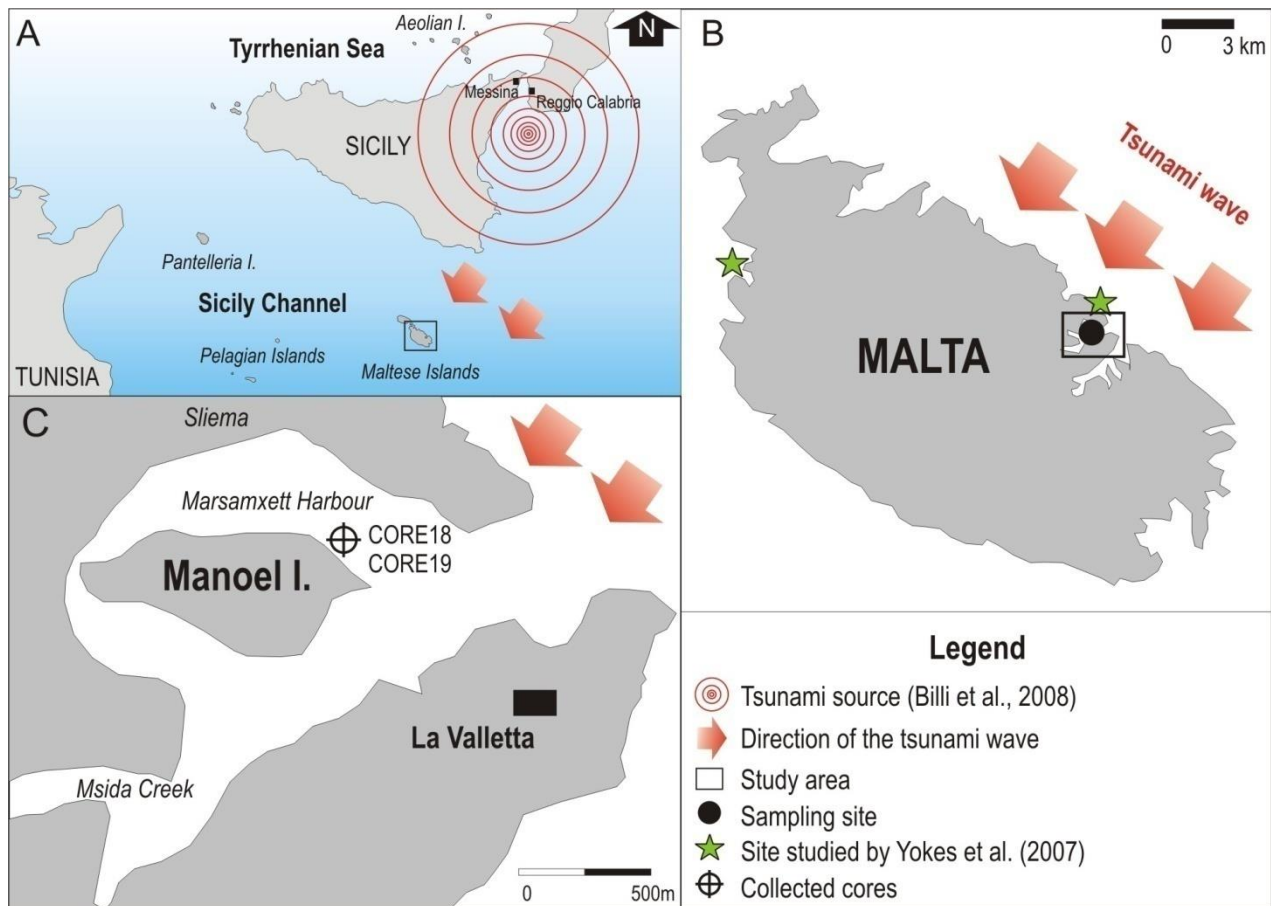 A
Aeolian I.
N
Tyrrhenian Sea
Messina
Reggio Calabria
SICILY
Pantelleria I.
Sicily Channel
Pelagian Islands
Maltese Islands
TUNISIA
B
0 3 km
Tsunami wave
MALTA
C
Sliema
Marsamxett Harbour
CORE18
CORE19
Manoel I.
La Valletta
Msida Creek
0 500m
Legend
Tsunami source (Billi et al., 2008)
Direction of the tsunami wave
Study area
Sampling site
Site studied by Yokes et al. (2007)
Collected cores